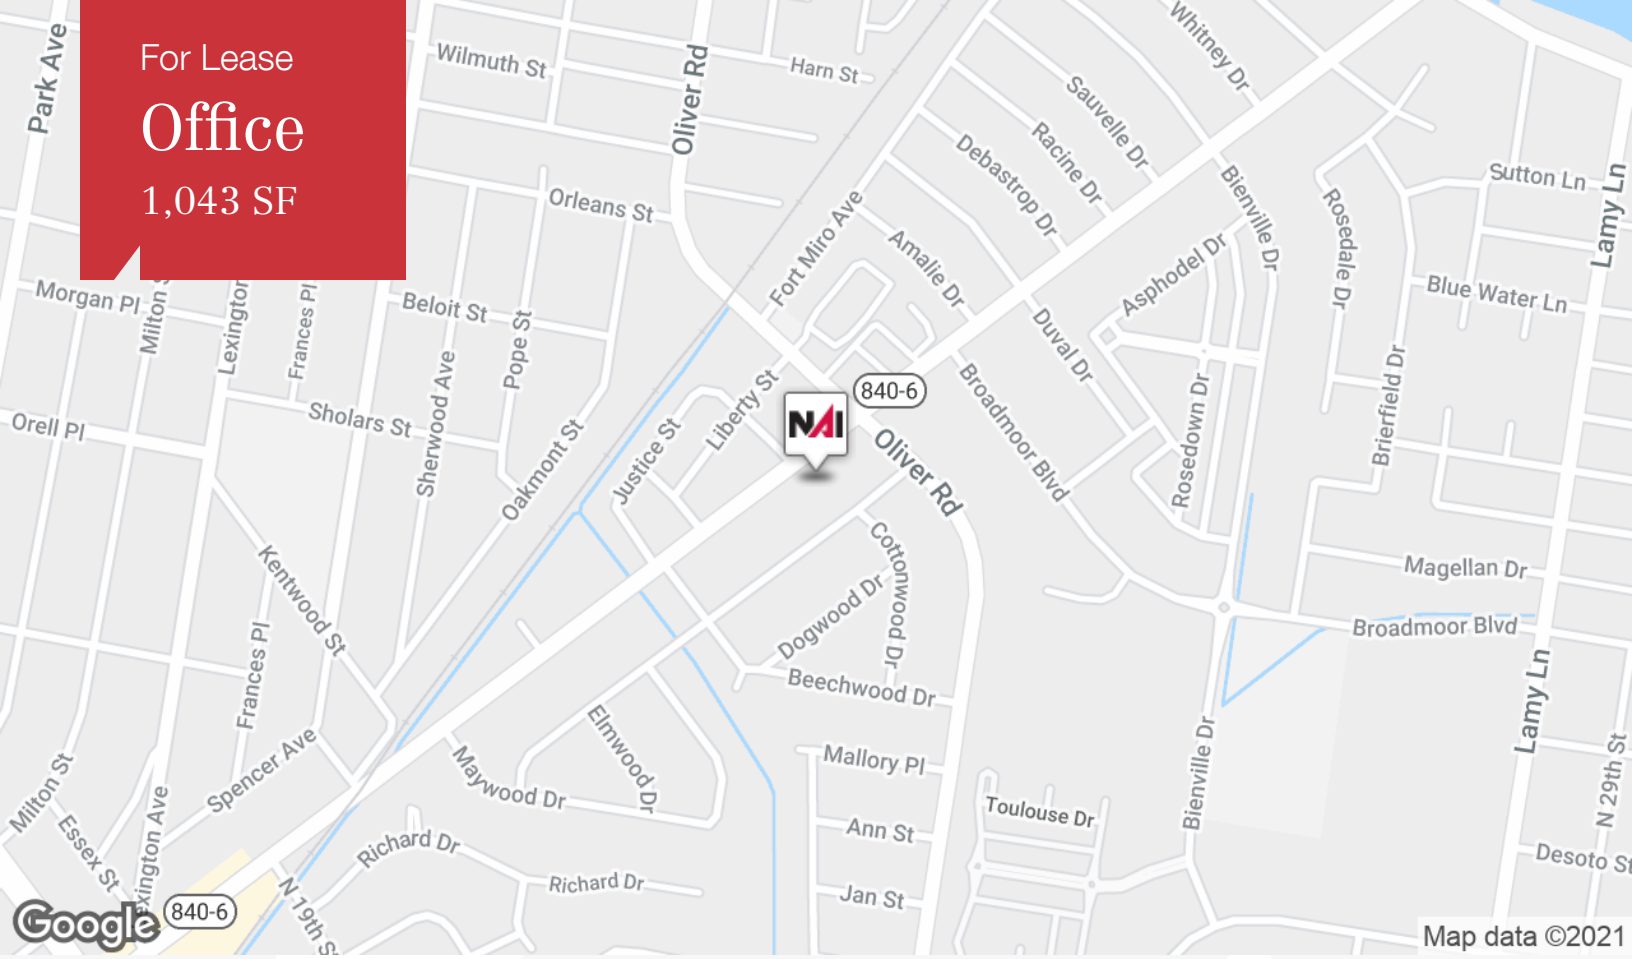 For Lease
Office
1,043 SF
Park Ave
Wilmuth St
Oliver Rd
Harn St
Whitney Dr
Sauvelle Dr
Racine Dr
Debastrop Dr
Bienville Dr
Sutton Ln
Lamy Ln
Rosedale Dr
Orleans St
Fort Miro Ave
Amalie Dr
Asphodel Dr
Blue Water Ln
Morgan Pl
Milton S
Lexington
Frances Pl
Beloit St
Pope St
Duval Dr
Brierfield Dr
Sherwood Ave
Liberty St
840-6
NAI
Broadmoor Blvd
Rosedown Dr
Orell Pl
Sholars St
Oakmont St
Justice St
Oliver Rd
Kentwood St
Cottonwood Dr
Dogwood Dr
Magellan Dr
Broadmoor Blvd
Frances Pl
Beechwood Dr
Lamy Ln
Elmwood Dr
Mallory Pl
Bienville Dr
N 29th St
Spencer Ave
Maywood Dr
Milton St
Toulouse Dr
Essex St
Lexington Ave
Richard Dr
Ann St
Desoto St
Richard Dr
Jan St
N 19th S
840-6
Google
Map data ©2021